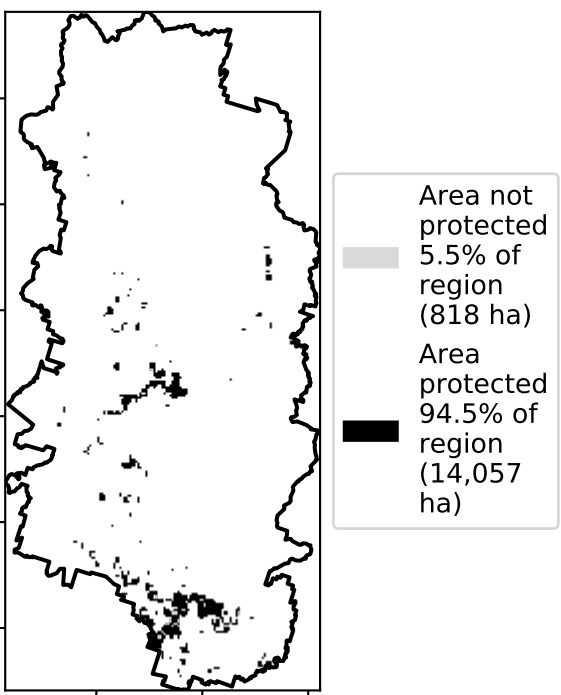 Area not
protected
5.5% of
region
(818 ha)
Area
protected
94.5% of
region
(14,057
ha)